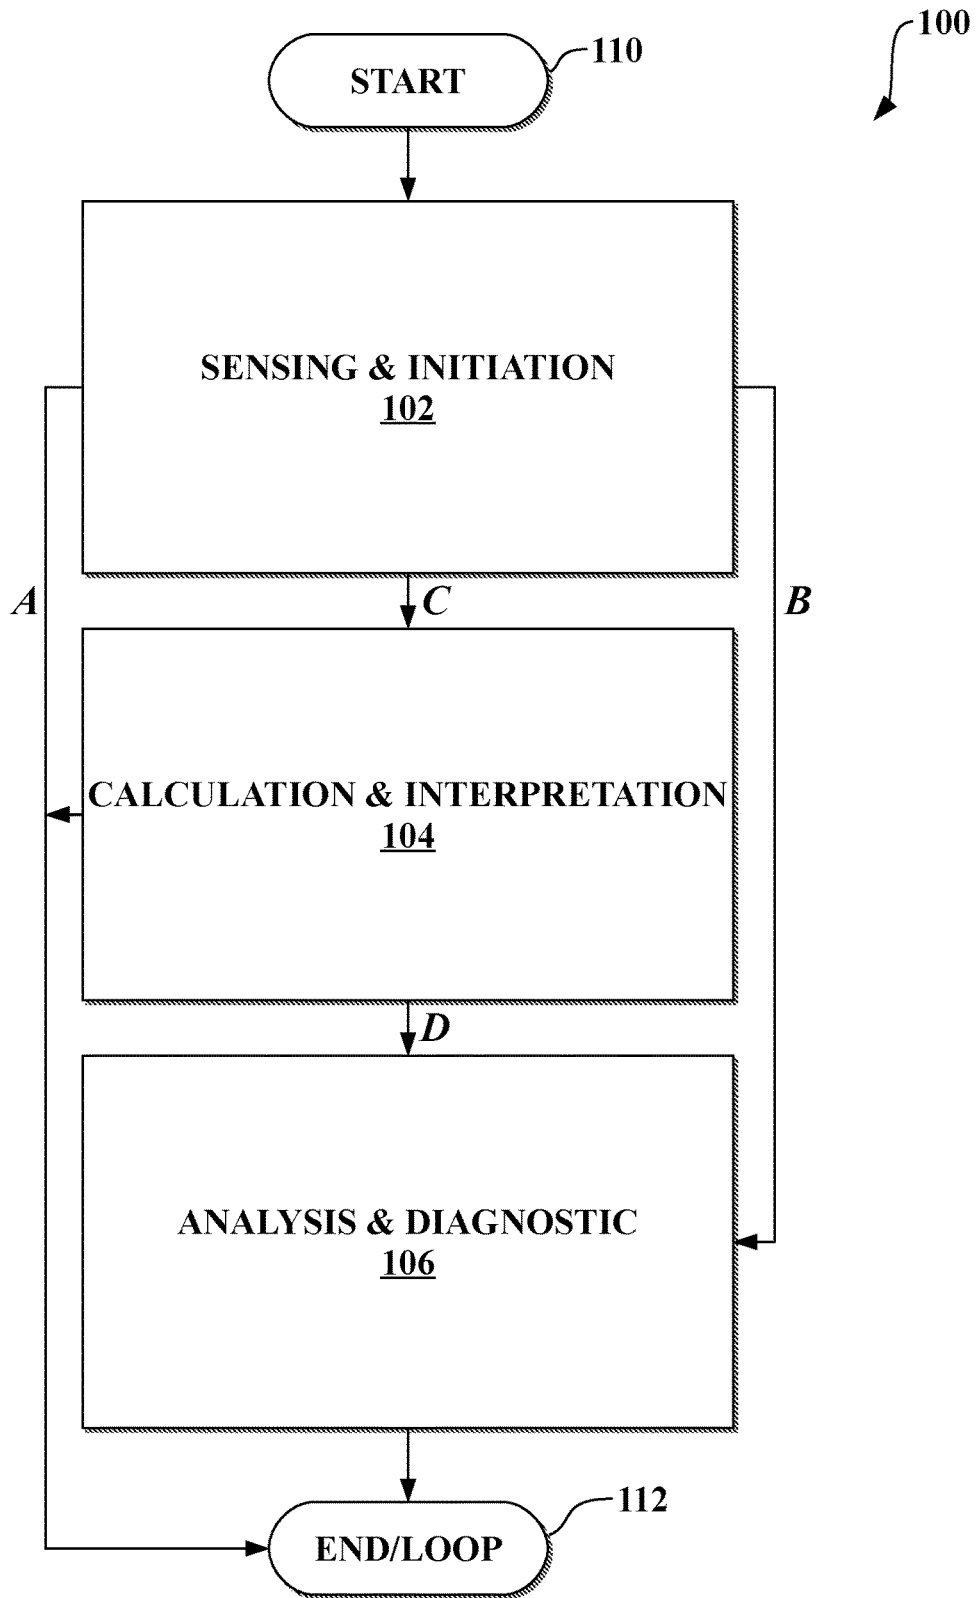 100
110
START
SENSING & INITIATION
102
A
C
B
CALCULATION & INTERPRETATION
104
D
ANALYSIS & DIAGNOSTIC
106
112
END/LOOP